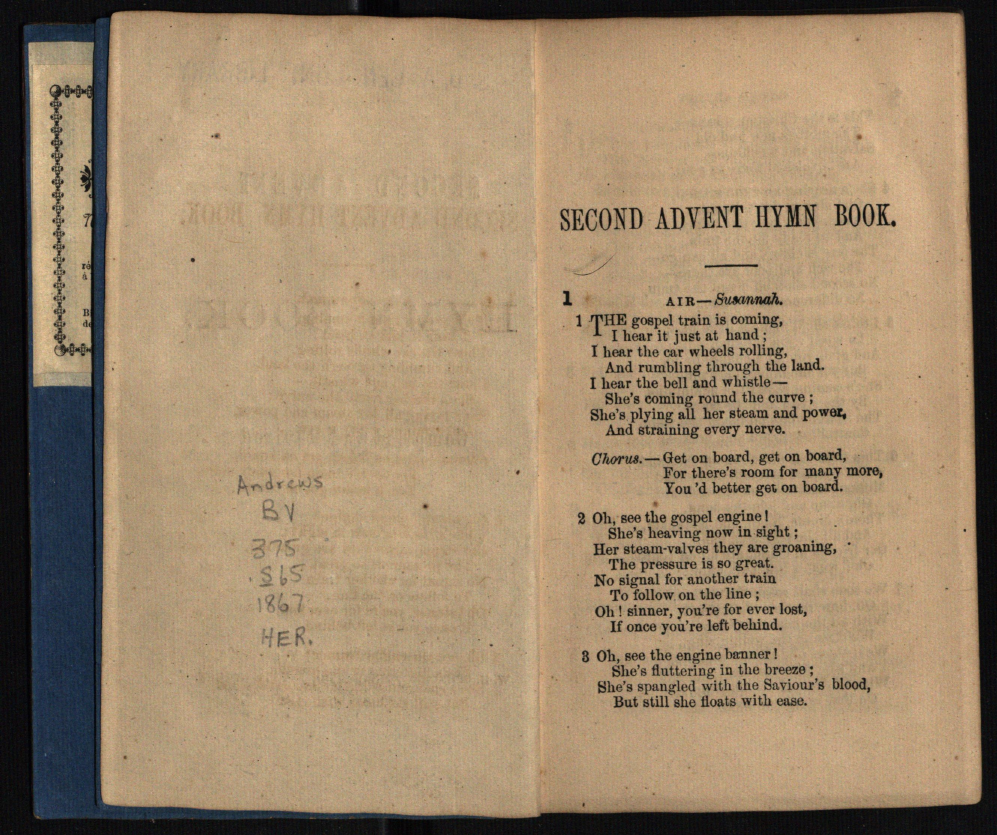 Andrews
BV
375
.S65
1867
HER.
SECOND ADVENT HYMN BOOK.
1 AIR—Susannah.
1 THE gospel train is coming,
I hear it just at hand ;
I hear the car wheels rolling,
And rumbling through the land.
I hear the bell and whistle—
She's coming round the curve ;
She's plying all her steam and power,
And straining every nerve.
Chorus.—Get on board, get on board,
For there's room for many more,
You 'd better get on board.
2 Oh, see the gospel engine !
She's heaving now in sight ;
Her steam-valves they are groaning,
The pressure is so great.
No signal for another train
To follow on the line ;
Oh ! sinner, you're for ever lost,
If once you're left behind.
3 Oh, see the engine banner !
She's fluttering in the breeze ;
She's spangled with the Saviour's blood,
But still she floats with ease.